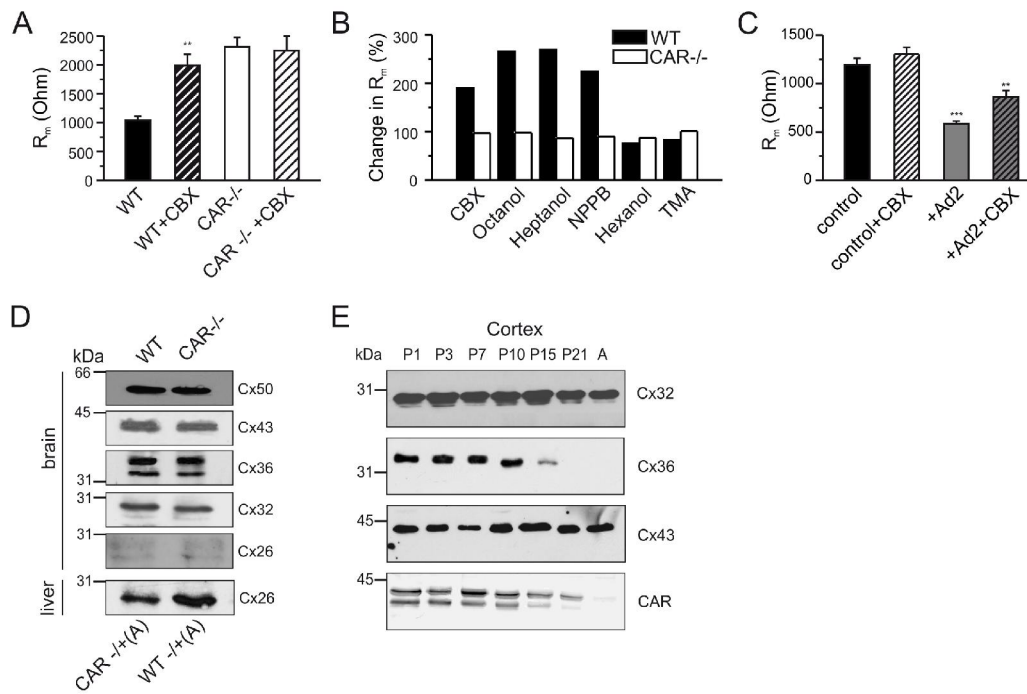 A
Rm (Ohm)
2500
2000
1500
1000
500
0
**
WT
WT+CBX
CAR-/-
CAR -/- +CBX
B
Change in Rm (%)
300
200
100
0
WT
CAR-/-
CBX
Octanol
Heptanol
NPPB
Hexanol
TMA
C
Rm (Ohm)
1500
1000
500
0
***
**
control
control+CBX
+Ad2
+Ad2+CBX
D
kDa
WT
CAR-/-
66
Cx50
45
Cx43
brain
31
Cx36
31
Cx32
31
Cx26
liver
31
Cx26
CAR -/+(A)
WT -/+(A)
E
Cortex
kDa P1 P3 P7 P10 P15 P21 A
31
Cx32
31
Cx36
45
Cx43
45
CAR